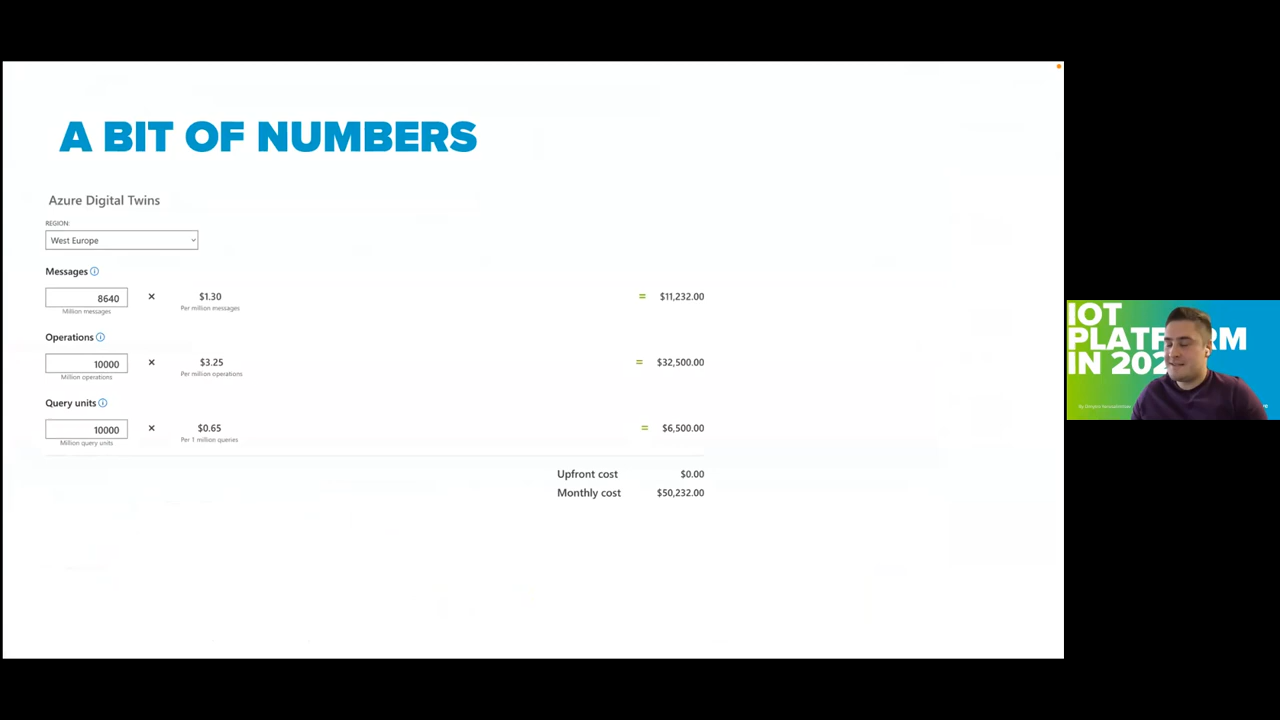 A BIT OF NUMBERS
Azure Digital Twins
REGION:
West Europe
Messages
8640 × $1.30 = $11,232.00
Million messages Per million messages
Operations
10000 × $3.25 = $32,500.00
Million operations Per million operations
Query units
10000 × $0.65 = $6,500.00
Million query units Per 1 million queries
Upfront cost $0.00
Monthly cost $50,232.00
IOT
PLATFORM
IN 202